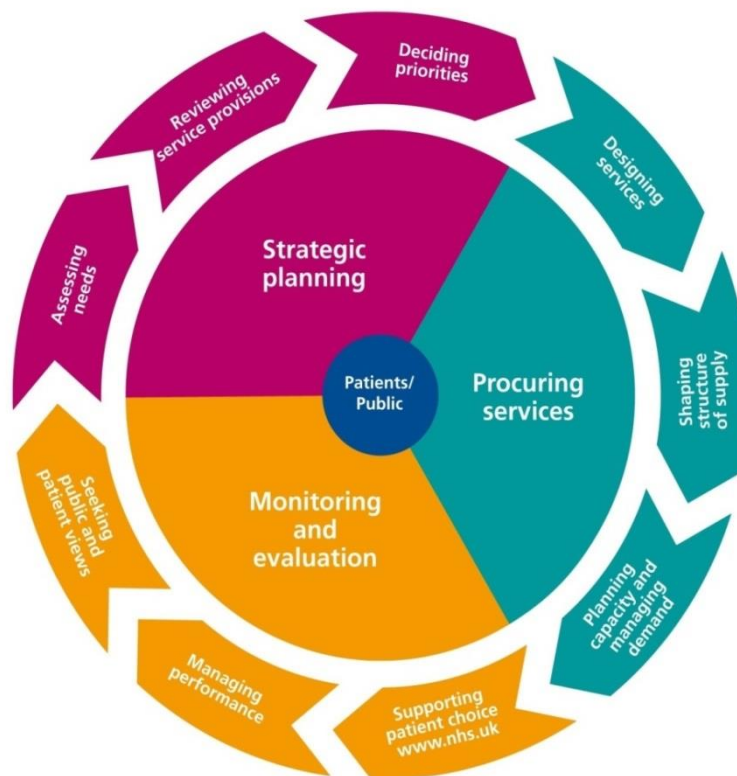 Deciding
priorities
Reviewing
service provisions
Designing
services
Strategic
planning
Assessing
needs
Patients/
Public
Procuring
services
Shaping
structure
of supply
Monitoring
and
evaluation
Seeking
public and
patient views
Planning
capacity and
managing
demand
Managing
performance
Supporting
patient choice
www.nhs.uk